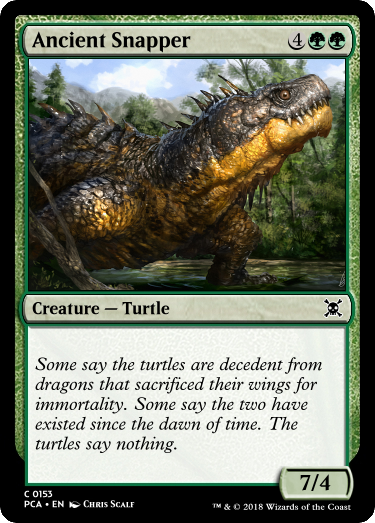 Ancient Snapper 4
Creature — Turtle
Some say the turtles are decedent from
dragons that sacrificed their wings for
immortality. Some say the two have
existed since the dawn of time. The
turtles say nothing.
7/4
C 0153
PCA • EN Chris Scalf
™ & © 2018 Wizards of the Coast